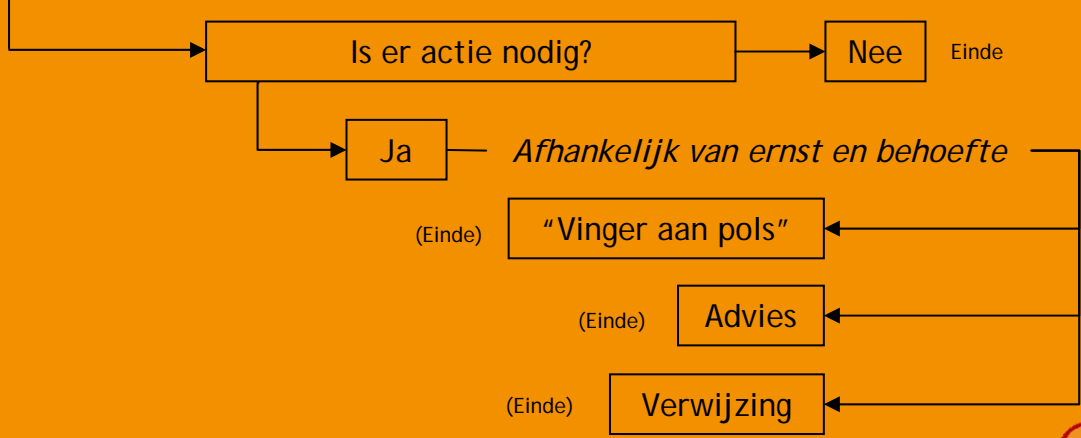 Is er actie nodig?
Nee
Einde
Ja
Afhankelijk van ernst en behoefte
(Einde)
“Vinger aan pols”
(Einde)
Advies
(Einde)
Verwijzing